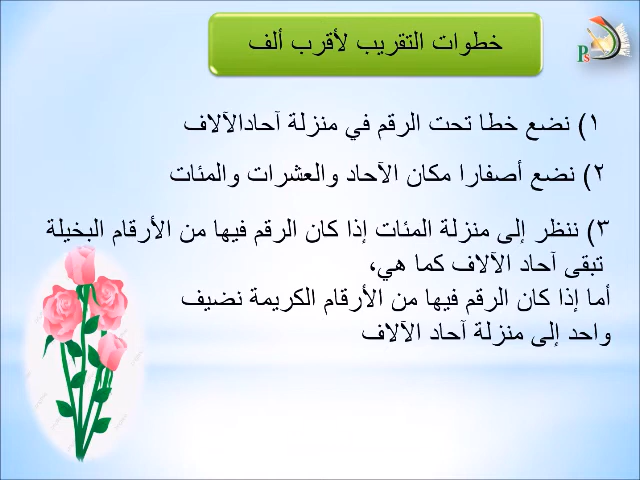 خطوات التقريب لأقرب ألف
Ps
١) نضع خطا تحت الرقم في منزلة آحادالآلاف
٢) نضع أصفارا مكان الآحاد والعشرات والمئات
٣) ننظر إلى منزلة المئات إذا كان الرقم فيها من الأرقام البخيلة
تبقى آحاد الآلاف كما هي،
أما إذا كان الرقم فيها من الأرقام الكريمة نضيف
واحد إلى منزلة آحاد الآلاف